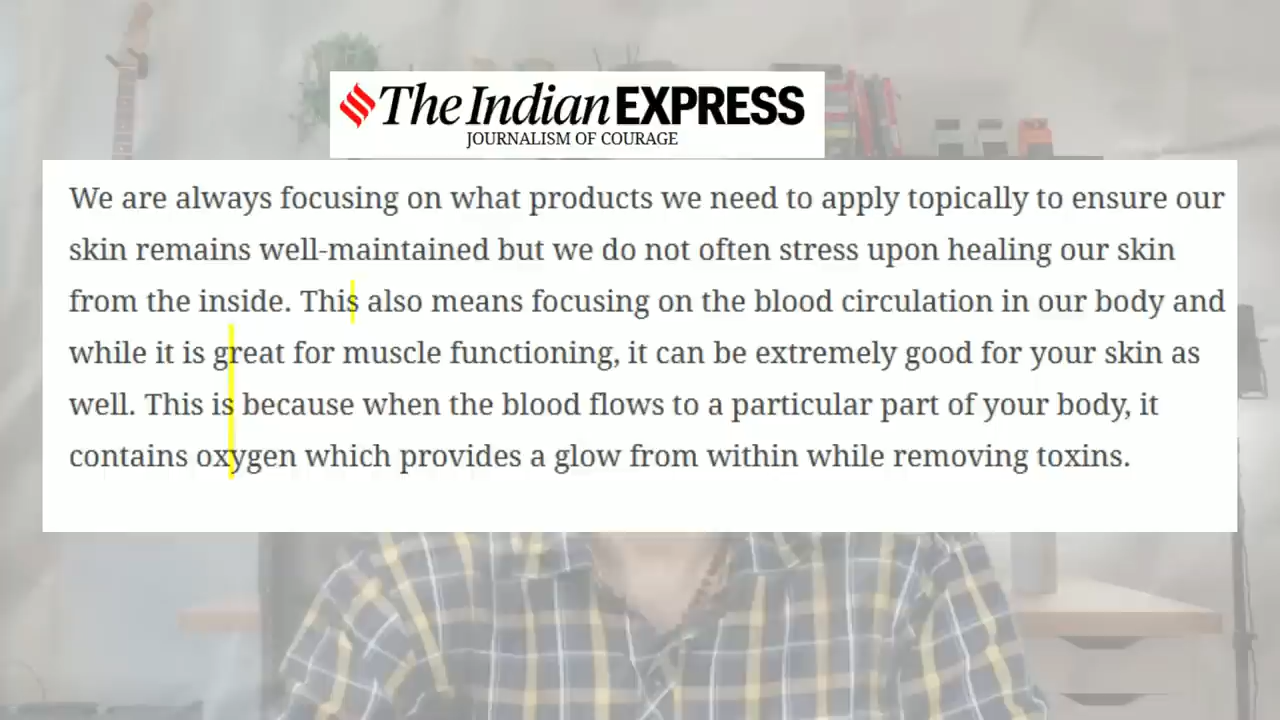 The Indian EXPRESS
JOURNALISM OF COURAGE
We are always focusing on what products we need to apply topically to ensure our
skin remains well-maintained but we do not often stress upon healing our skin
from the inside. This also means focusing on the blood circulation in our body and
while it is great for muscle functioning, it can be extremely good for your skin as
well. This is because when the blood flows to a particular part of your body, it
contains oxygen which provides a glow from within while removing toxins.